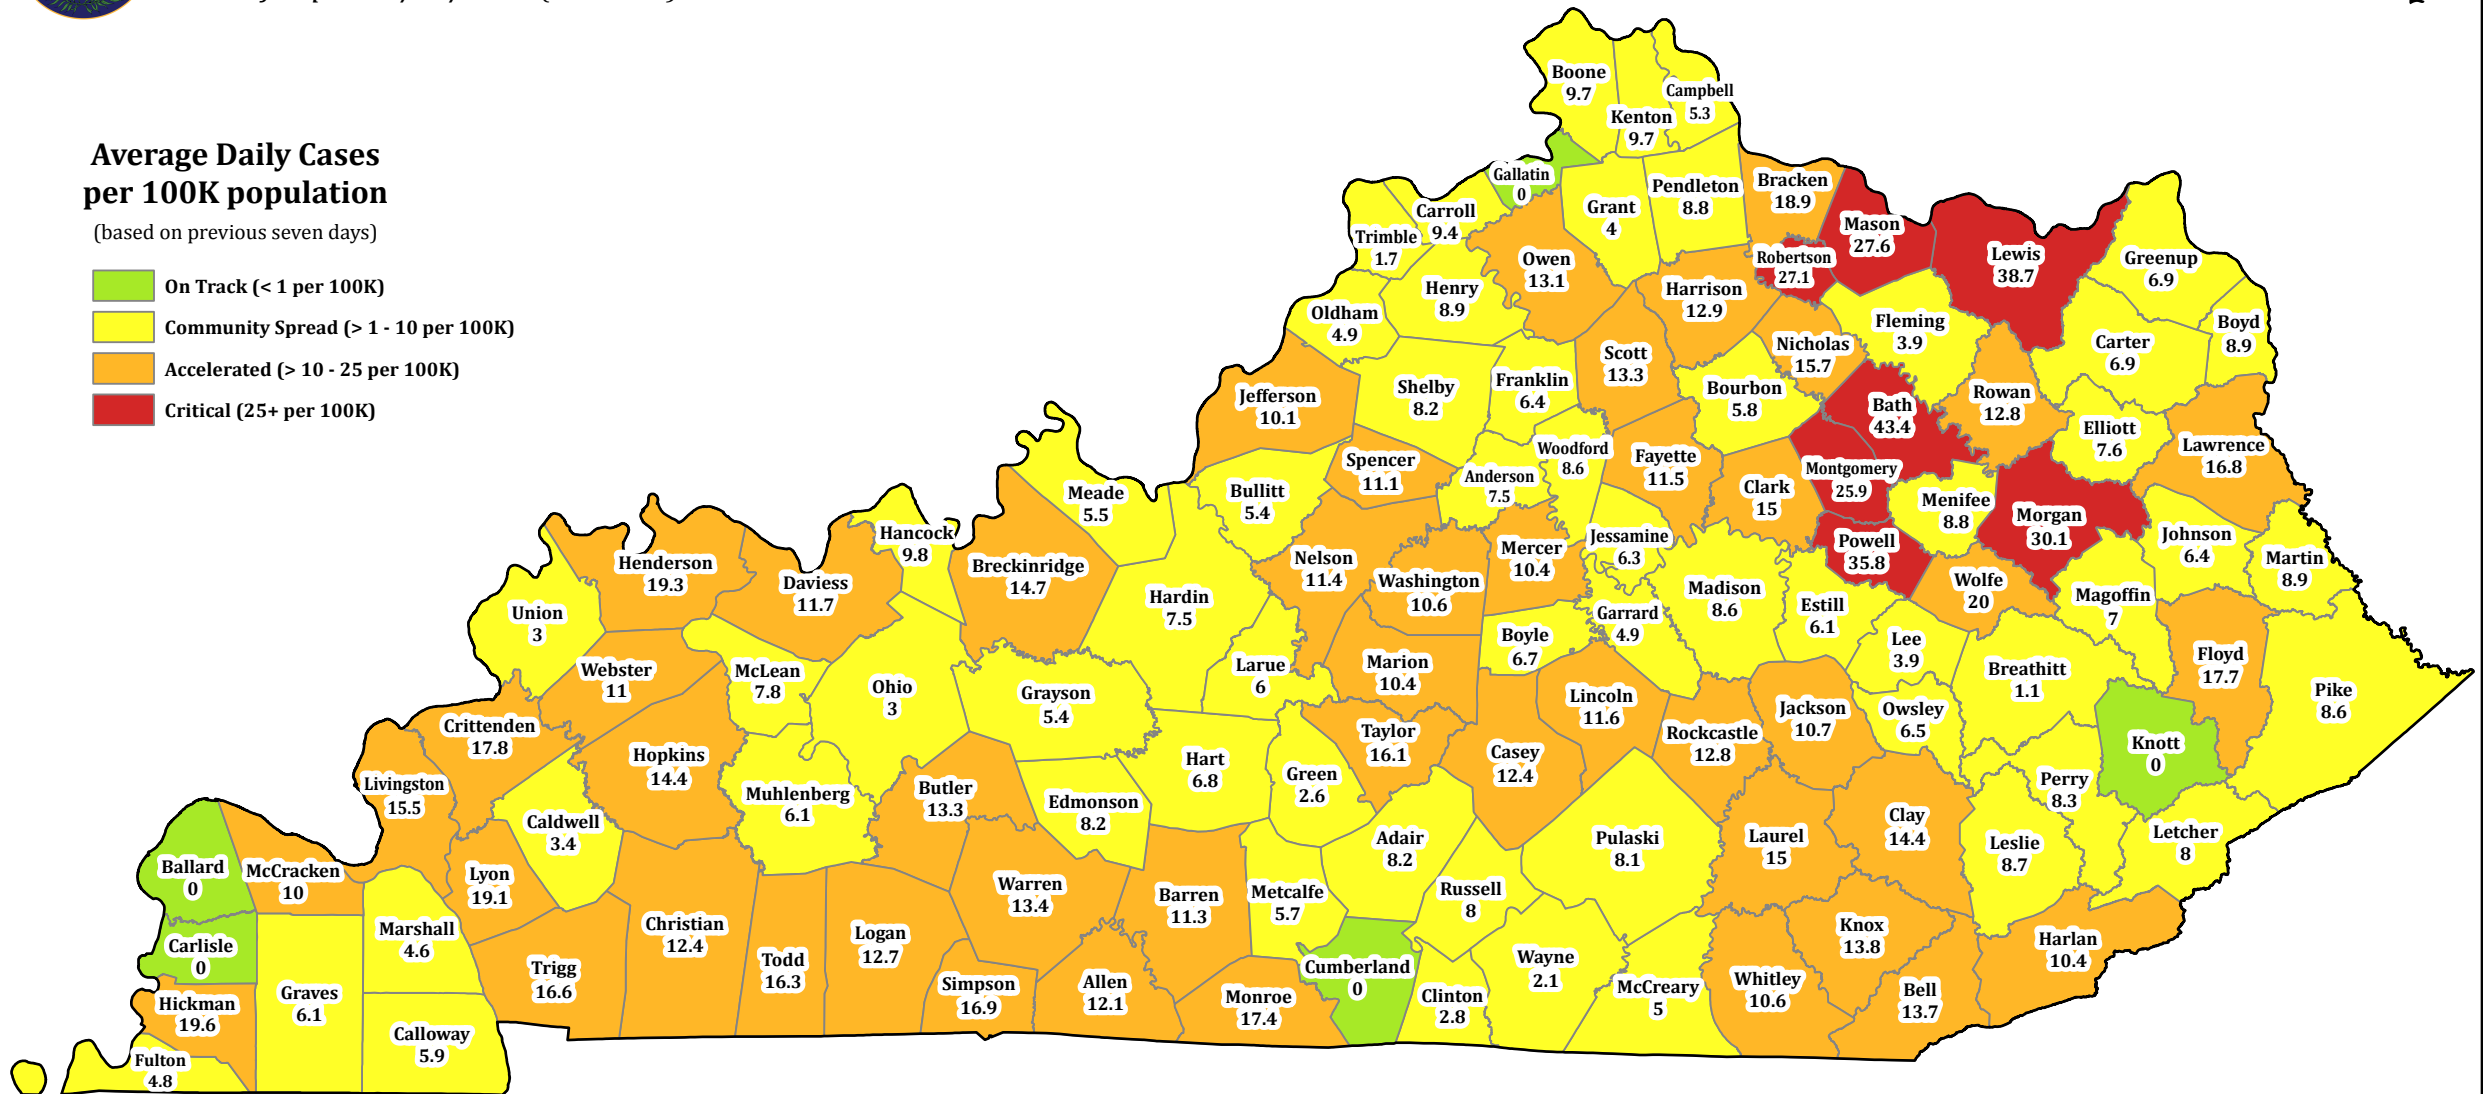 Average Daily Cases
per 100K population
(based on previous seven days)
On Track (< 1 per 100K)
Community Spread (> 1 - 10 per 100K)
Accelerated (> 10 - 25 per 100K)
Critical (25+ per 100K)
Boone
9.7
Kenton
9.7
Campbell
5.3
Gallatin
0
Carroll
9.4
Trimble
1.7
Grant
4
Pendleton
8.8
Bracken
18.9
Mason
27.6
Robertson
27.1
Lewis
38.7
Greenup
6.9
Owen
13.1
Henry
8.9
Oldham
4.9
Harrison
12.9
Fleming
3.9
Carter
6.9
Boyd
8.9
Scott
13.3
Nicholas
15.7
Jefferson
10.1
Shelby
8.2
Franklin
6.4
Bourbon
5.8
Bath
43.4
Rowan
12.8
Elliott
7.6
Lawrence
16.8
Spencer
11.1
Anderson
7.5
Woodford
8.6
Fayette
11.5
Clark
15
Montgomery
25.9
Menifee
8.8
Morgan
30.1
Johnson
6.4
Martin
8.9
Meade
5.5
Bullitt
5.4
Hancock
9.8
Breckinridge
14.7
Henderson
19.3
Daviess
11.7
Union
3
Hardin
7.5
Nelson
11.4
Washington
10.6
Mercer
10.4
Jessamine
6.3
Madison
8.6
Powell
35.8
Estill
6.1
Wolfe
20
Magoffin
7
Garrard
4.9
Boyle
6.7
Lee
3.9
Breathitt
1.1
Floyd
17.7
Pike
8.6
Webster
11
McLean
7.8
Ohio
3
Grayson
5.4
Larue
6
Marion
10.4
Lincoln
11.6
Rockcastle
12.8
Jackson
10.7
Owsley
6.5
Knott
0
Crittenden
17.8
Hopkins
14.4
Livingston
15.5
Caldwell
3.4
Muhlenberg
6.1
Butler
13.3
Edmonson
8.2
Hart
6.8
Green
2.6
Taylor
16.1
Casey
12.4
Adair
8.2
Pulaski
8.1
Laurel
15
Clay
14.4
Leslie
8.7
Perry
8.3
Letcher
8
Ballard
0
McCracken
10
Lyon
19.1
Carlisle
0
Marshall
4.6
Hickman
19.6
Graves
6.1
Calloway
5.9
Fulton
4.8
Trigg
16.6
Christian
12.4
Todd
16.3
Logan
12.7
Simpson
16.9
Warren
13.4
Allen
12.1
Barren
11.3
Metcalfe
5.7
Monroe
17.4
Cumberland
0
Russell
8
Clinton
2.8
Wayne
2.1
McCreary
5
Whitley
10.6
Knox
13.8
Bell
13.7
Harlan
10.4